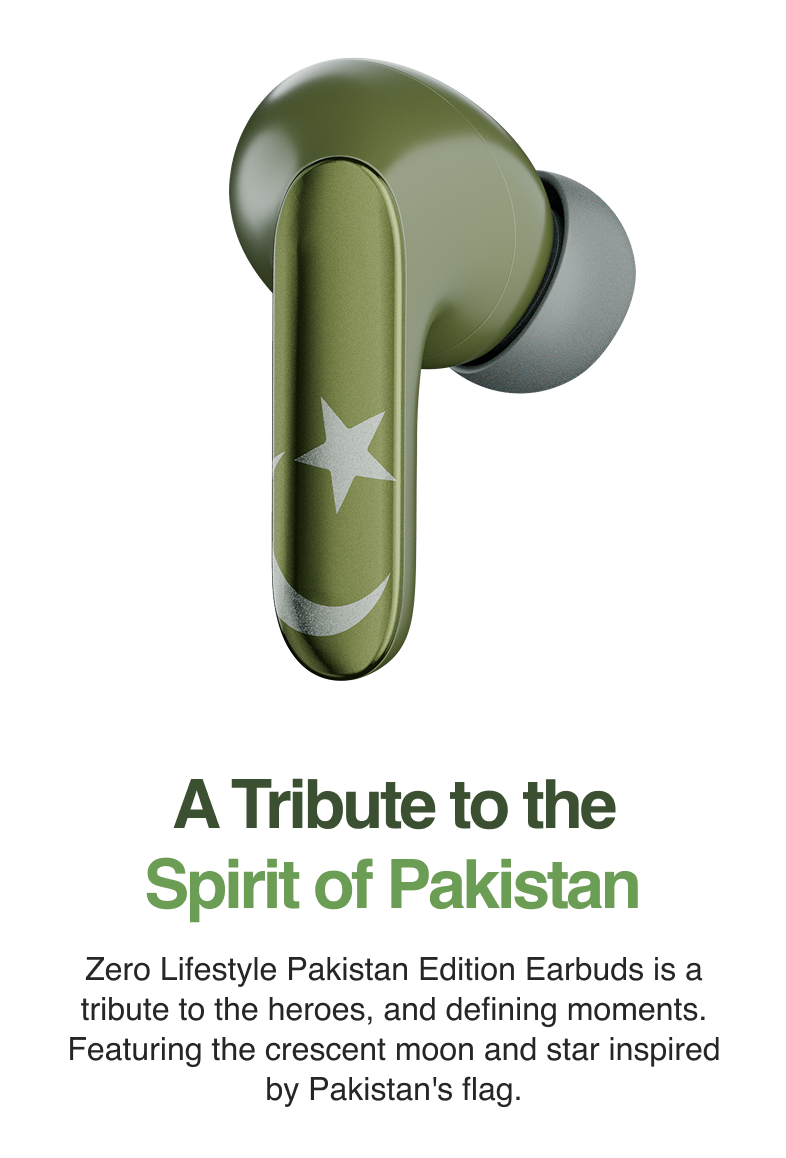 A Tribute to the
Spirit of Pakistan
Zero Lifestyle Pakistan Edition Earbuds is a
tribute to the heroes, and defining moments.
Featuring the crescent moon and star inspired
by Pakistan's flag.